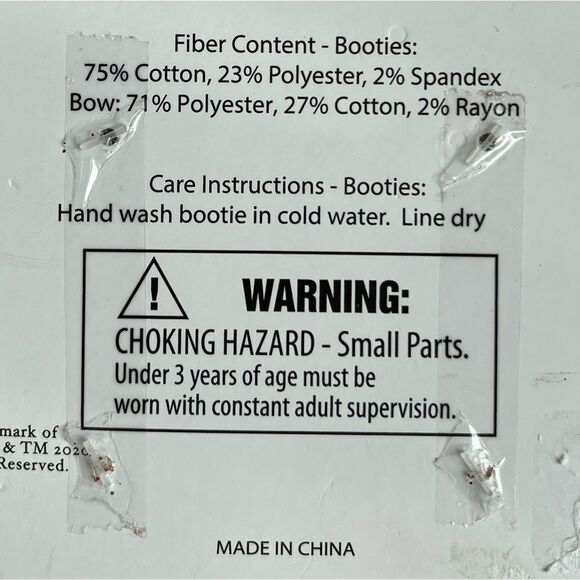 Fiber Content - Booties:
75% Cotton, 23% Polyester, 2% Spandex
Bow: 71% Polyester, 27% Cotton, 2% Rayon
Care Instructions - Booties:
Hand wash bootie in cold water. Line dry
!
WARNING:
CHOKING HAZARD - Small Parts.
Under 3 years of age must be
worn with constant adult supervision.
mark of
& TM
Reserved.
MADE IN CHINA